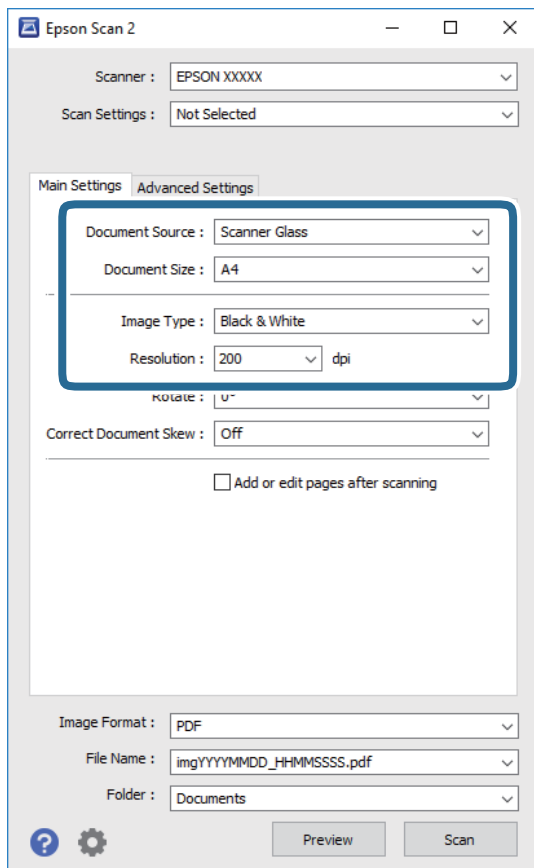 Epson Scan 2
Scanner : EPSON XXXXX
Scan Settings : Not Selected
Main Settings Advanced Settings
Document Source : Scanner Glass
Document Size : A4
Image Type : Black & White
Resolution : 200 dpi
Rotate : 0°
Correct Document Skew : Off
Add or edit pages after scanning
Image Format : PDF
File Name : imgYYYYMMDD_HHMMSSSS.pdf
Folder : Documents
? Preview Scan